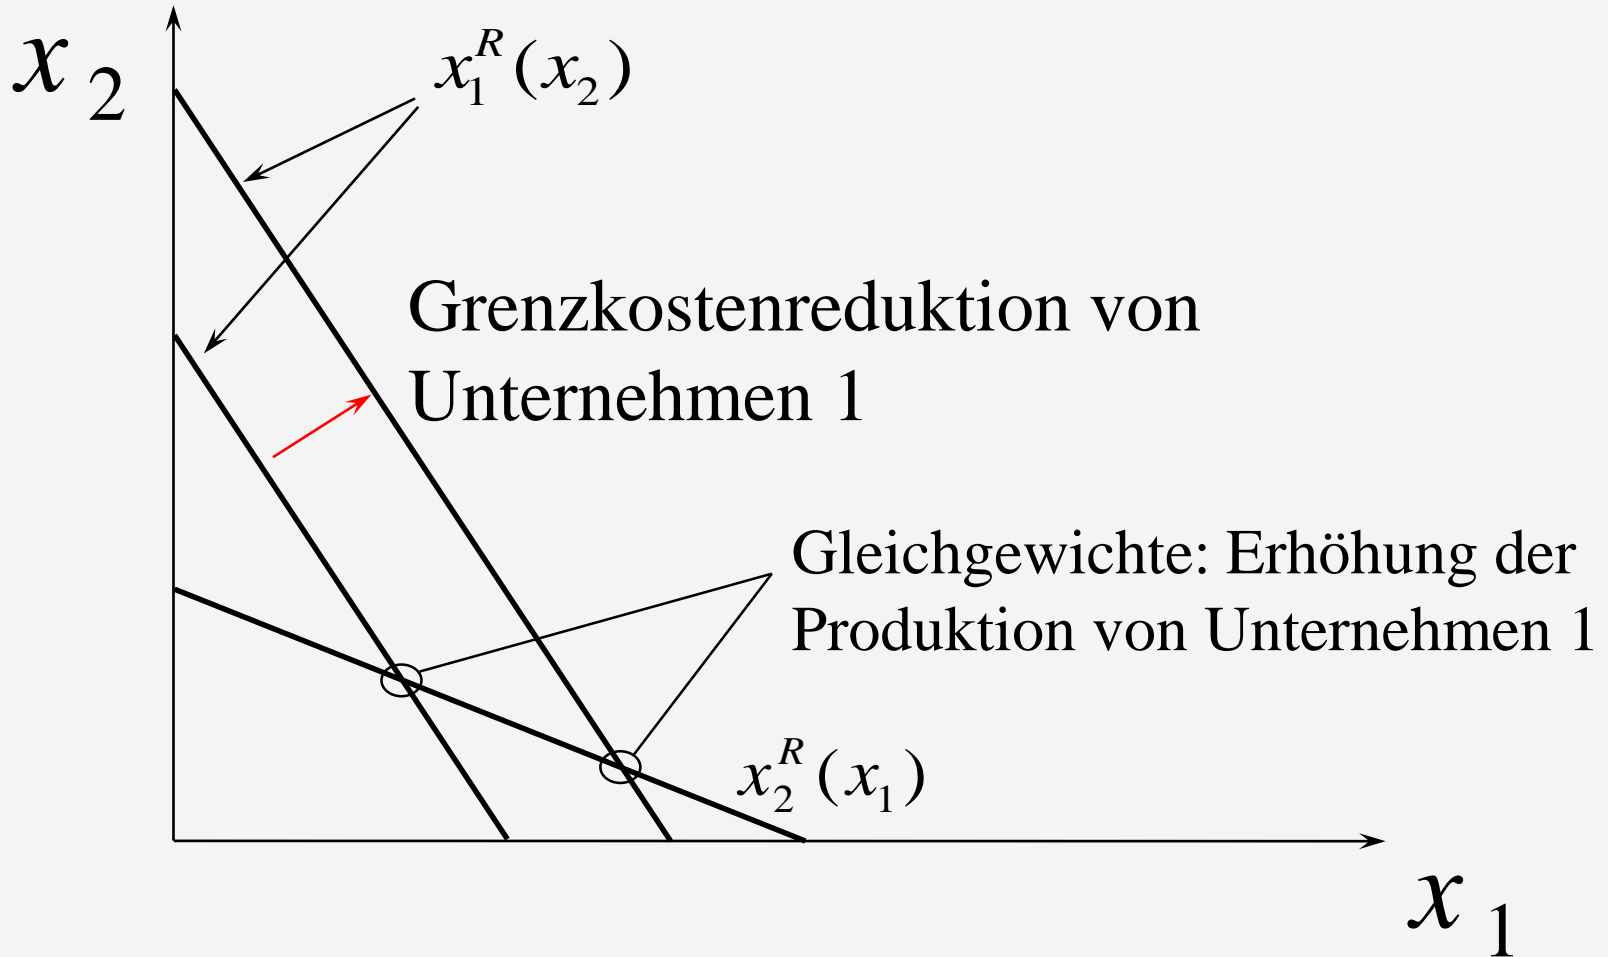 x₂
x₁ᴿ(x₂)
Grenzkostenreduktion von
Unternehmen 1
Gleichgewichte: Erhöhung der
Produktion von Unternehmen 1
x₂ᴿ(x₁)
x₁